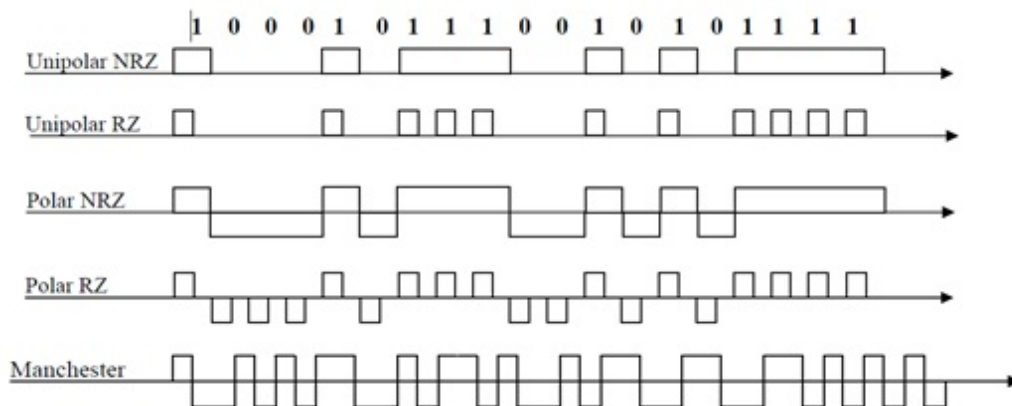 1 0 0 0 1 0 1 1 1 0 0 1 0 1 0 1 1 1 1
Unipolar NRZ
Unipolar RZ
Polar NRZ
Polar RZ
Manchester